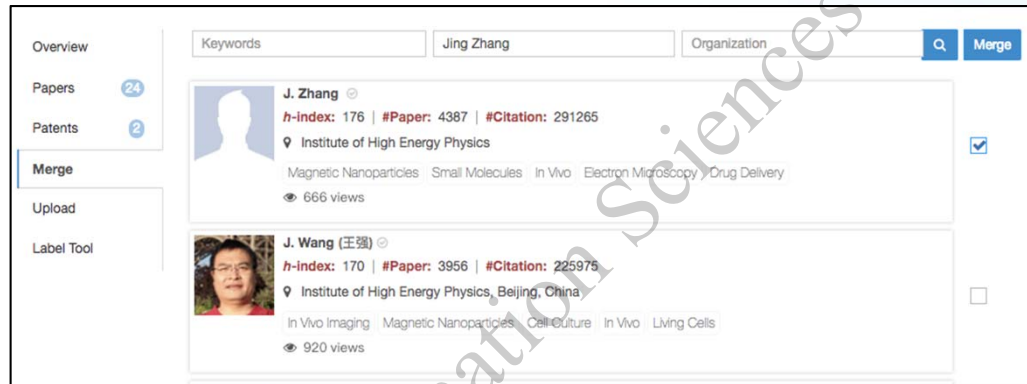 Overview
Papers 24
Patents 2
Merge
Upload
Label Tool
Keywords Jing Zhang Organization Merge
J. Zhang
h-index: 176 | #Paper: 4387 | #Citation: 291265
Institute of High Energy Physics
Magnetic Nanoparticles Small Molecules In Vivo Electron Microscopy Drug Delivery
666 views
J. Wang (王强)
h-index: 170 | #Paper: 3956 | #Citation: 225975
Institute of High Energy Physics, Beijing, China
In Vivo Imaging Magnetic Nanoparticles Cell Culture In Vivo Living Cells
920 views
Sciences